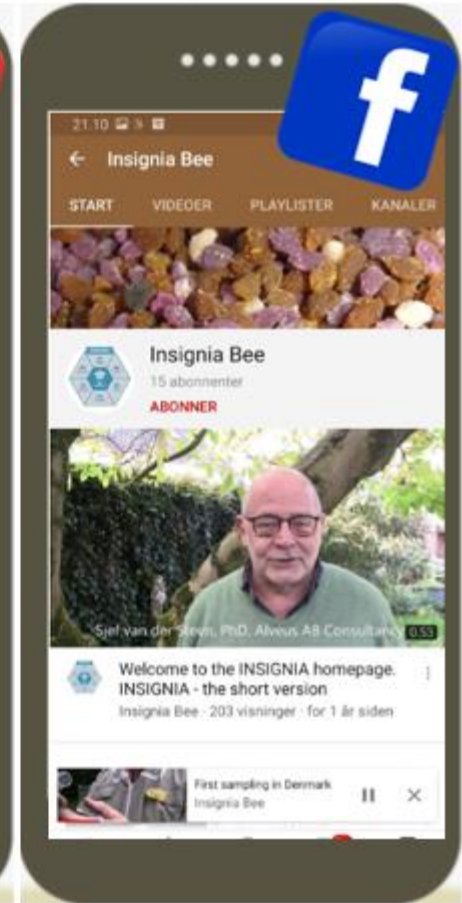 f
21.10
Insignia Bee
START VIDEOER PLAYLISTER KANALER
Insignia Bee
15 abonnenter
ABONNER
Sjef van der Steen, PhD, Alveus AB Consultancy 0:53
Welcome to the INSIGNIA homepage.
INSIGNIA - the short version
Insignia Bee · 203 visninger · for 1 år siden
First sampling in Denmark
Insignia Bee